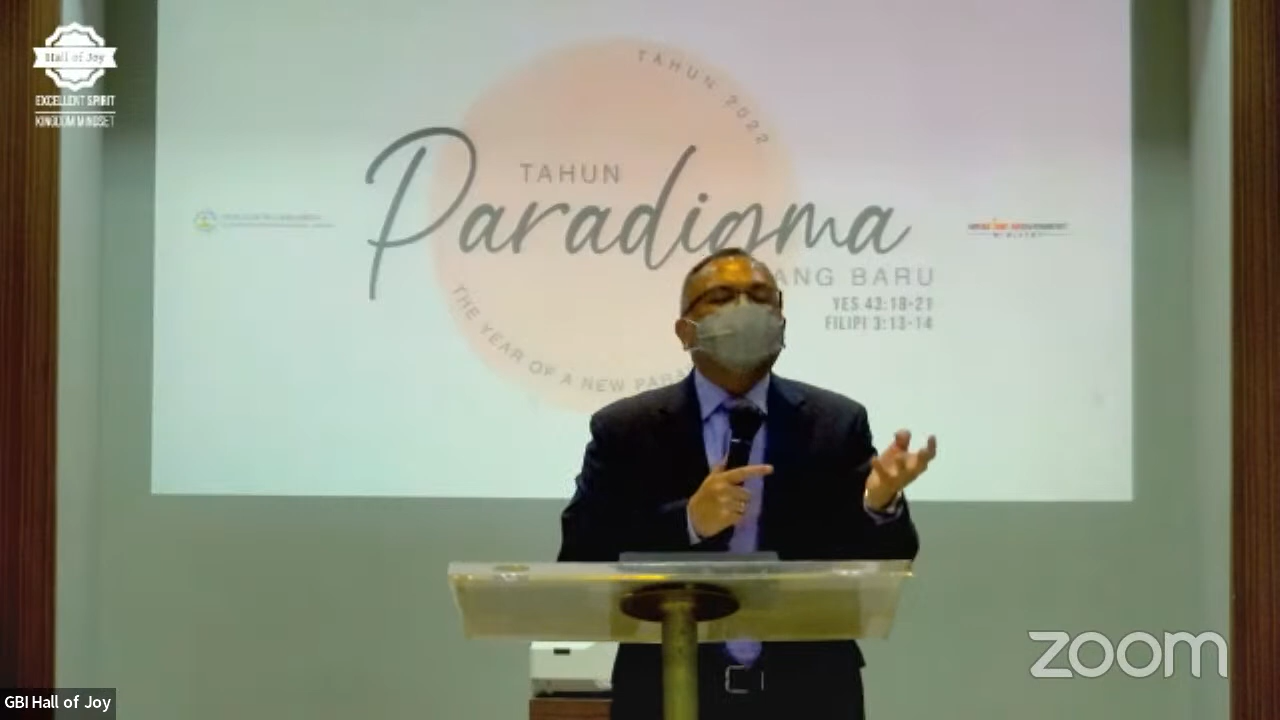 Hall of Joy
EXCELLENT SPIRIT
KINGDOM MINDSET
TAHUN 2022
TAHUN
Paradigma
ANG BARU
YES 43:18-21
FILIPI 3:13-14
THE YEAR OF A NEW PARA
zoom
GBI Hall of Joy